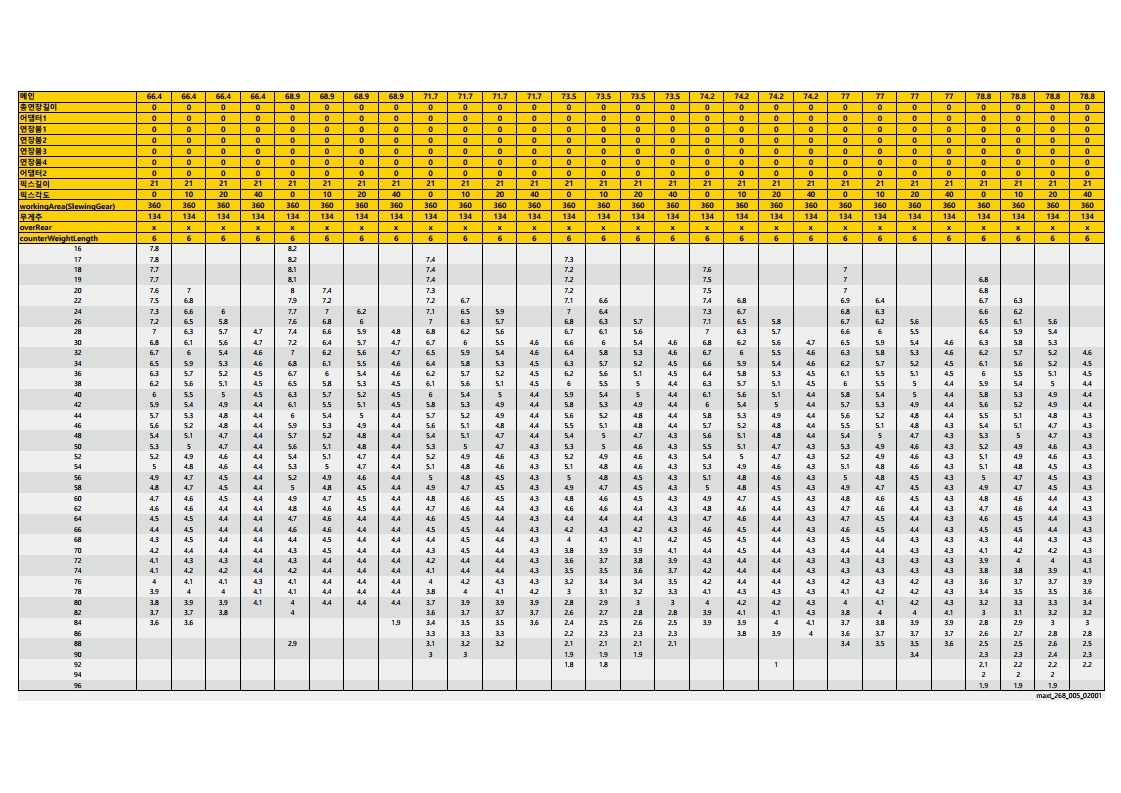 메인 66.4 66.4 66.4 66.4 68.9 68.9 68.9 68.9 71.7 71.7 71.7 71.7 73.5 73.5 73.5 73.5 74.2 74.2 74.2 74.2 77 77 77 77 78.8 78.8 78.8 78.8
총연장길이 0 0 0 0 0 0 0 0 0 0 0 0 0 0 0 0 0 0 0 0 0 0 0 0 0 0 0 0
어댑터1 0 0 0 0 0 0 0 0 0 0 0 0 0 0 0 0 0 0 0 0 0 0 0 0 0 0 0 0
연장붐1 0 0 0 0 0 0 0 0 0 0 0 0 0 0 0 0 0 0 0 0 0 0 0 0 0 0 0 0
연장붐2 0 0 0 0 0 0 0 0 0 0 0 0 0 0 0 0 0 0 0 0 0 0 0 0 0 0 0 0
연장붐3 0 0 0 0 0 0 0 0 0 0 0 0 0 0 0 0 0 0 0 0 0 0 0 0 0 0 0 0
연장붐4 0 0 0 0 0 0 0 0 0 0 0 0 0 0 0 0 0 0 0 0 0 0 0 0 0 0 0 0
어댑터2 0 0 0 0 0 0 0 0 0 0 0 0 0 0 0 0 0 0 0 0 0 0 0 0 0 0 0 0
픽스길이 21 21 21 21 21 21 21 21 21 21 21 21 21 21 21 21 21 21 21 21 21 21 21 21 21 21 21 21
픽스각도 0 10 20 40 0 10 20 40 0 10 20 40 0 10 20 40 0 10 20 40 0 10 20 40 0 10 20 40
workingArea(SlewingGear) 360 360 360 360 360 360 360 360 360 360 360 360 360 360 360 360 360 360 360 360 360 360 360 360 360 360 360 360
무게추 134 134 134 134 134 134 134 134 134 134 134 134 134 134 134 134 134 134 134 134 134 134 134 134 134 134 134 134
overRear x x x x x x x x x x x x x x x x x x x x x x x x x x x x
counterWeightLength 6 6 6 6 6 6 6 6 6 6 6 6 6 6 6 6 6 6 6 6 6 6 6 6 6 6 6 6
16 7.8 8.2
17 7.8 8.2 7.4 7.3
18 7.7 8.1 7.4 7.2 7.6 7
19 7.7 8.1 7.4 7.2 7.5 7 6.8
20 7.6 7 8 7.4 7.3 7.2 7.5 7 6.8
22 7.5 6.8 7.9 7.2 7.2 6.7 7.1 6.6 7.4 6.8 6.9 6.4 6.7 6.3
24 7.3 6.6 6 7.7 7 6.2 7.1 6.5 5.9 7 6.4 7.3 6.7 6.8 6.3 6.6 6.2
26 7.2 6.5 5.8 7.6 6.8 6 7 6.3 5.7 6.8 6.3 5.7 7.1 6.5 5.8 6.7 6.2 5.6 6.5 6.1 5.6
28 7 6.3 5.7 4.7 7.4 6.6 5.9 4.8 6.8 6.2 5.6 6.7 6.1 5.6 7 6.3 5.7 6.6 6 5.5 6.4 5.9 5.4
30 6.8 6.1 5.6 4.7 7.2 6.4 5.7 4.7 6.7 6 5.5 4.6 6.6 6 5.4 4.6 6.8 6.2 5.6 4.7 6.5 5.9 5.4 4.6 6.3 5.8 5.3
32 6.7 6 5.4 4.6 7 6.2 5.6 4.7 6.5 5.9 5.4 4.6 6.4 5.8 5.3 4.6 6.7 6 5.5 4.6 6.3 5.8 5.3 4.6 6.2 5.7 5.2 4.6
34 6.5 5.9 5.3 4.6 6.8 6.1 5.5 4.6 6.4 5.8 5.3 4.5 6.3 5.7 5.2 4.5 6.6 5.9 5.4 4.6 6.2 5.7 5.2 4.5 6.1 5.6 5.2 4.5
36 6.3 5.7 5.2 4.5 6.7 6 5.4 4.6 6.2 5.7 5.2 4.5 6.2 5.6 5.1 4.5 6.4 5.8 5.3 4.5 6.1 5.5 5.1 4.5 6 5.5 5.1 4.5
38 6.2 5.6 5.1 4.5 6.5 5.8 5.3 4.5 6.1 5.6 5.1 4.5 6 5.5 5 4.4 6.3 5.7 5.1 4.5 6 5.5 5 4.4 5.9 5.4 5 4.4
40 6 5.5 5 4.5 6.3 5.7 5.2 4.5 6 5.4 5 4.4 5.9 5.4 5 4.4 6.1 5.6 5.1 4.4 5.8 5.4 5 4.4 5.8 5.3 4.9 4.4
42 5.9 5.4 4.9 4.4 6.1 5.5 5.1 4.5 5.8 5.3 4.9 4.4 5.8 5.3 4.9 4.4 6 5.4 5 4.4 5.7 5.3 4.9 4.4 5.6 5.2 4.9 4.4
44 5.7 5.3 4.8 4.4 6 5.4 5 4.4 5.7 5.2 4.9 4.4 5.6 5.2 4.8 4.4 5.8 5.3 4.9 4.4 5.6 5.2 4.8 4.4 5.5 5.1 4.8 4.3
46 5.6 5.2 4.8 4.4 5.9 5.3 4.9 4.4 5.6 5.1 4.8 4.4 5.5 5.1 4.8 4.4 5.7 5.2 4.8 4.4 5.5 5.1 4.8 4.3 5.4 5.1 4.7 4.3
48 5.4 5.1 4.7 4.4 5.7 5.2 4.8 4.4 5.4 5.1 4.7 4.3 5.4 5 4.7 4.3 5.6 5.1 4.8 4.4 5.4 5 4.7 4.3 5.3 5 4.7 4.3
50 5.3 5 4.7 4.4 5.6 5.1 4.8 4.4 5.3 5 4.7 4.3 5.3 5 4.6 4.3 5.5 5.1 4.7 4.3 5.3 4.9 4.7 4.3 5.2 4.9 4.6 4.3
52 5.2 4.9 4.6 4.4 5.4 5.1 4.7 4.4 5.2 4.9 4.6 4.3 5.2 4.9 4.6 4.3 5.4 5 4.7 4.3 5.2 4.9 4.6 4.3 5.1 4.9 4.6 4.3
54 5 4.8 4.6 4.4 5.3 5 4.7 4.4 5.1 4.8 4.6 4.3 5.1 4.8 4.6 4.3 5.3 4.9 4.6 4.3 5.1 4.8 4.6 4.3 5.1 4.8 4.5 4.3
56 4.9 4.7 4.5 4.4 5.2 4.9 4.6 4.4 5 4.8 4.5 4.3 5 4.8 4.5 4.3 5.1 4.8 4.6 4.3 5 4.8 4.5 4.3 5 4.7 4.5 4.3
58 4.8 4.7 4.5 4.4 5 4.8 4.5 4.4 4.9 4.7 4.5 4.3 4.9 4.7 4.5 4.3 5 4.8 4.5 4.3 4.9 4.7 4.5 4.3 4.9 4.7 4.5 4.3
60 4.7 4.6 4.5 4.4 4.9 4.7 4.5 4.4 4.8 4.6 4.5 4.3 4.8 4.6 4.5 4.3 4.9 4.7 4.5 4.3 4.8 4.6 4.5 4.3 4.8 4.6 4.4 4.3
62 4.6 4.6 4.4 4.4 4.8 4.6 4.5 4.4 4.7 4.6 4.4 4.3 4.7 4.6 4.4 4.3 4.8 4.6 4.5 4.3 4.7 4.6 4.4 4.3 4.7 4.5 4.4 4.3
64 4.5 4.5 4.4 4.4 4.7 4.6 4.4 4.4 4.6 4.5 4.4 4.3 4.4 4.4 4.4 4.3 4.7 4.6 4.4 4.3 4.6 4.5 4.4 4.3 4.5 4.4 4.4 4.3
66 4.4 4.5 4.4 4.4 4.6 4.5 4.4 4.4 4.5 4.5 4.4 4.3 4.2 4.3 4.2 4.3 4.6 4.5 4.4 4.3 4.6 4.5 4.4 4.3 4.4 4.4 4.4 4.3
68 4.3 4.5 4.4 4.4 4.5 4.5 4.4 4.4 4.4 4.5 4.4 4.3 4 4.1 4.1 4.2 4.5 4.5 4.4 4.3 4.5 4.4 4.4 4.3 4.3 4.3 4.3 4.3
70 4.2 4.4 4.4 4.4 4.3 4.5 4.4 4.4 4.3 4.5 4.4 4.3 3.8 3.9 3.9 4.1 4.4 4.5 4.4 4.3 4.4 4.4 4.4 4.3 4.1 4.2 4.2 4.3
72 4.1 4.3 4.3 4.4 4.2 4.4 4.4 4.4 4.2 4.4 4.4 4.3 3.6 3.7 3.8 3.9 4.3 4.4 4.4 4.3 4.3 4.4 4.3 4.3 3.9 4 4 4.3
74 4.1 4.2 4.2 4.4 4.2 4.4 4.4 4.4 4.1 4.4 4.4 4.3 3.5 3.5 3.6 3.7 4.2 4.4 4.4 4.3 4.3 4.3 4.3 4.3 3.8 3.8 3.9 4.1
76 4 4.1 4.1 4.3 4.1 4.4 4.4 4.4 4 4.2 4.3 4.3 3.2 3.4 3.4 3.5 4.2 4.4 4.4 4.3 4.2 4.3 4.2 4.3 3.6 3.7 3.7 3.9
78 3.9 4 4 4.1 4.1 4.4 4.4 4.4 3.8 4 4.1 4.2 3 3.1 3.2 3.3 4.1 4.3 4.3 4.3 4.1 4.2 4.2 4.3 3.4 3.5 3.5 3.6
80 3.8 3.9 3.9 4.1 4 4.4 4.4 4.4 3.7 3.9 3.9 3.9 2.8 2.9 3 3 4 4.2 4.2 4.3 4 4.1 4.2 4.3 3.2 3.3 3.3 3.4
82 3.7 3.7 3.8 4 3.6 3.7 3.7 3.7 2.6 2.7 2.8 2.8 3.9 4.1 4.1 4.3 3.8 4 4 4.1 3.0 3.1 3.2 3.2
84 3.6 3.6 1.9 3.4 3.5 3.5 3.6 2.4 2.5 2.6 2.5 3.9 3.9 4 4.1 3.7 3.8 3.9 3.9 2.8 2.9 3 3
86 3.3 3.3 3.3 2.2 2.3 2.3 2.3 3.8 3.9 4 3.6 3.7 3.7 3.7 2.6 2.7 2.8 2.8
88 2.9 3.1 3.2 3.2 2.1 2.1 2.1 2.1 3.4 3.5 3.5 3.6 2.5 2.5 2.6 2.5
90 3 3 1.9 1.9 1.9 3.4 2.3 2.3 2.4 2.3
92 1.8 1.8 1 2.1 2.2 2.2 2.2
94 2 2 2
96 1.9 1.9 1.9
maxt_268_005_02001